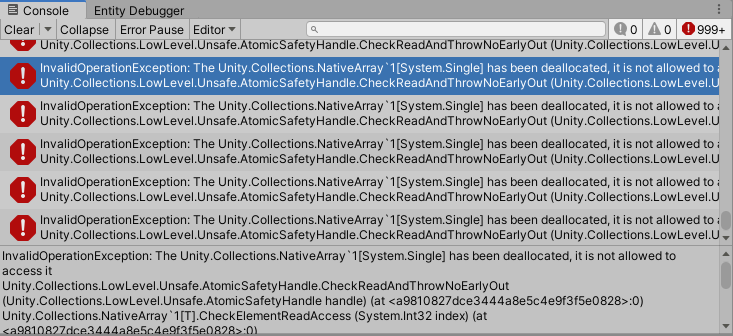 Console
Entity Debugger
Clear Collapse Error Pause Editor 0 0 999+
Unity.Collections.LowLevel.Unsafe.AtomicSafetyHandle.CheckReadAndThrowNoEarlyOut (Unity.Collections.LowLevel.U
InvalidOperationException: The Unity.Collections.NativeArray`1[System.Single] has been deallocated, it is not allowed to a
Unity.Collections.LowLevel.Unsafe.AtomicSafetyHandle.CheckReadAndThrowNoEarlyOut (Unity.Collections.LowLevel.U
InvalidOperationException: The Unity.Collections.NativeArray`1[System.Single] has been deallocated, it is not allowed to a
Unity.Collections.LowLevel.Unsafe.AtomicSafetyHandle.CheckReadAndThrowNoEarlyOut (Unity.Collections.LowLevel.U
InvalidOperationException: The Unity.Collections.NativeArray`1[System.Single] has been deallocated, it is not allowed to a
Unity.Collections.LowLevel.Unsafe.AtomicSafetyHandle.CheckReadAndThrowNoEarlyOut (Unity.Collections.LowLevel.U
InvalidOperationException: The Unity.Collections.NativeArray`1[System.Single] has been deallocated, it is not allowed to a
Unity.Collections.LowLevel.Unsafe.AtomicSafetyHandle.CheckReadAndThrowNoEarlyOut (Unity.Collections.LowLevel.U
InvalidOperationException: The Unity.Collections.NativeArray`1[System.Single] has been deallocated, it is not allowed to a
Unity.Collections.LowLevel.Unsafe.AtomicSafetyHandle.CheckReadAndThrowNoEarlyOut (Unity.Collections.LowLevel.U
InvalidOperationException: The Unity.Collections.NativeArray`1[System.Single] has been deallocated, it is not allowed to
access it
Unity.Collections.LowLevel.Unsafe.AtomicSafetyHandle.CheckReadAndThrowNoEarlyOut
(Unity.Collections.LowLevel.Unsafe.AtomicSafetyHandle handle) (at <a9810827dce3444a8e5c4e9f3f5e0828>:0)
Unity.Collections.NativeArray`1[T].CheckElementReadAccess (System.Int32 index) (at
<a9810827dce3444a8e5c4e9f3f5e0828>:0)